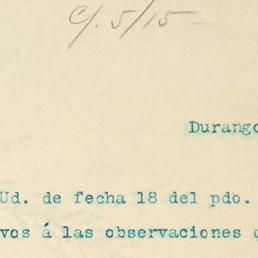 c/. 5/15
Durango
Ud. de fecha 18 del pdo.
vos á las observaciones